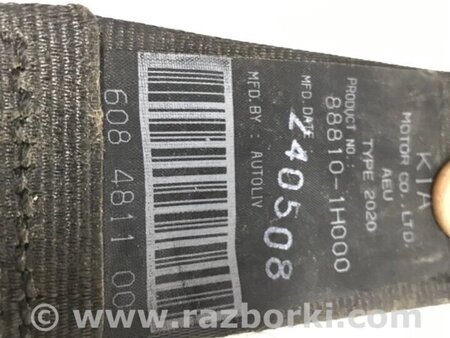 KIA
MOTOR CO., LTD.
AEU TYPE 2020
PRODUCT NO.:
88810-1H000
MFD.DATE
240508
MFD.BY : AUTOLIV
608 4811 00
www.razborki.com